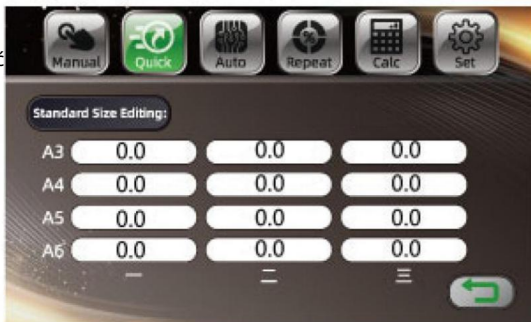 Manual Quick Auto Repeat Calc Set
Standard Size Editing:
A3 0.0 0.0 0.0
A4 0.0 0.0 0.0
A5 0.0 0.0 0.0
A6 0.0 0.0 0.0
一 二 三